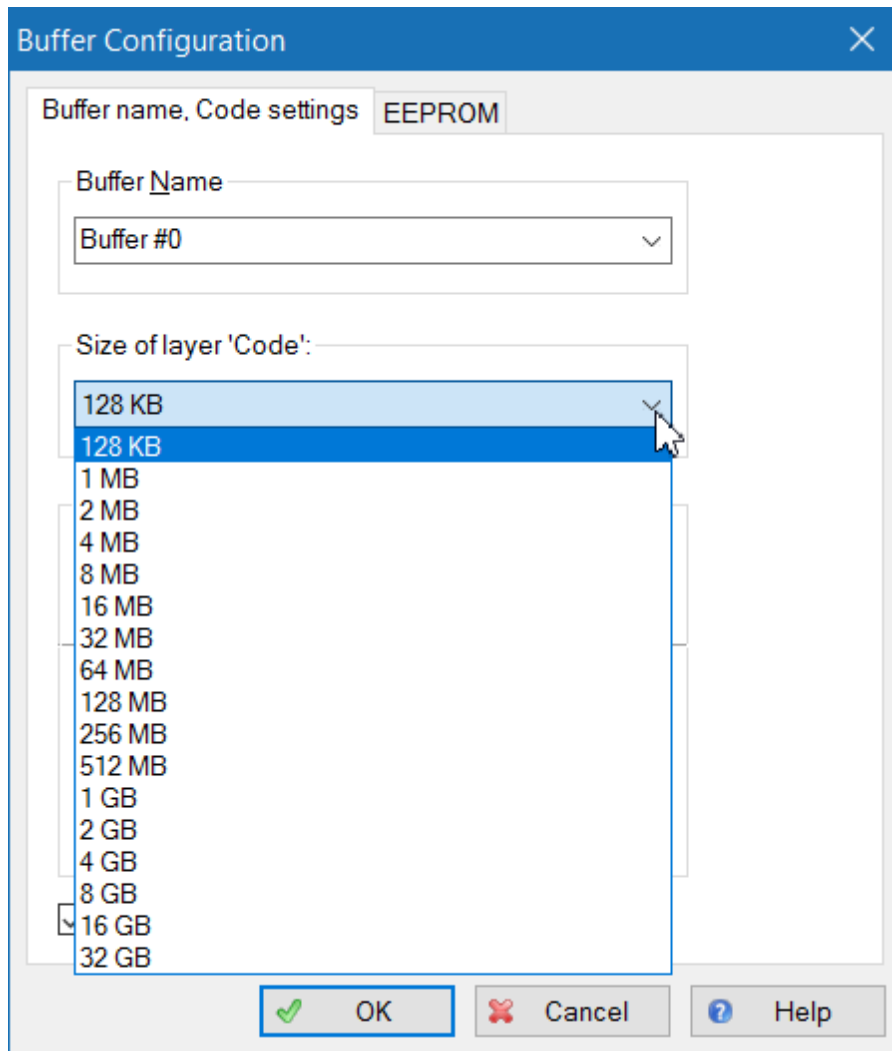 Buffer Configuration
Buffer name, Code settings
EEPROM
Buffer Name
Buffer #0
Size of layer 'Code':
128 KB
128 KB
1 MB
2 MB
4 MB
8 MB
16 MB
32 MB
64 MB
128 MB
256 MB
512 MB
1 GB
2 GB
4 GB
8 GB
16 GB
32 GB
OK
Cancel
Help